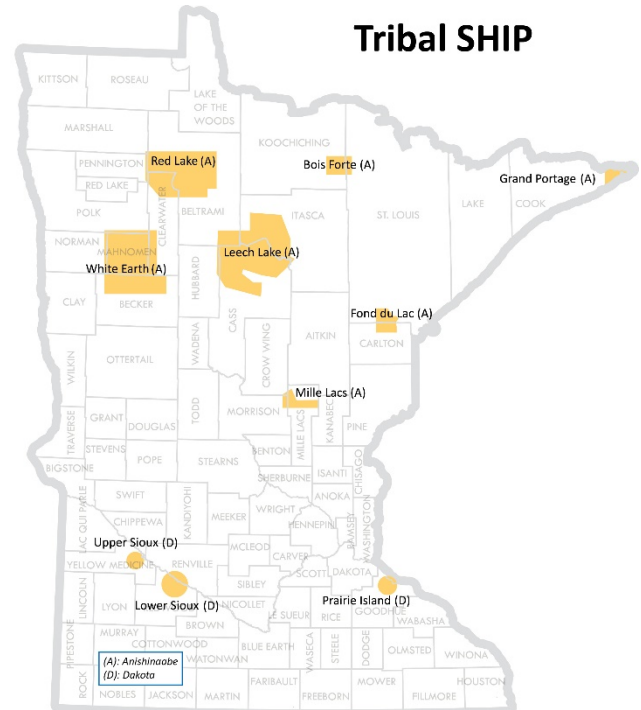 Tribal SHIP
KITTSON
ROSEAU
LAKE
OF THE
WOODS
MARSHALL
KOOCHICHING
PENNINGTON
Red Lake (A)
Bois Forte (A)
Grand Portage (A)
RED LAKE
POLK
CLEARWATER
BELTRAMI
ITASCA
ST. LOUIS
LAKE
COOK
NORMAN
MAHNOMEN
Leech Lake (A)
White Earth (A)
HUBBARD
CLAY
BECKER
CASS
Fond du Lac (A)
CARLTON
AITKIN
WADENA
CROW WING
WILKIN
OTTERTAIL
Mille Lacs (A)
TODD
MORRISON
MILLE LACS
KANABEC
PINE
GRANT
DOUGLAS
TRAVERSE
STEVENS
POPE
STEARNS
BENTON
ISANTI
CHISAGO
BIGSTONE
SHERBURNE
ANOKA
SWIFT
KANDIYOHI
WRIGHT
LAC QUI PARLE
CHIPPEWA
MEEKER
HENNEPIN
RAMSEY
WASHINGTON
Upper Sioux (D)
MCLEOD
CARVER
YELLOW MEDICINE
RENVILLE
SCOTT
DAKOTA
SIBLEY
LINCOLN
LYON
Lower Sioux (D)
NICOLLET
LE SUEUR
RICE
Prairie Island (D)
GOODHUE
WABASHA
BROWN
PIPESTONE
MURRAY
COTTONWOOD
WATONWAN
BLUE EARTH
WASECA
STEELE
DODGE
OLMSTED
WINONA
(A): Anishinaabe
(D): Dakota
ROCK
NOBLES
JACKSON
MARTIN
FARIBAULT
FREEBORN
MOWER
FILLMORE
HOUSTON